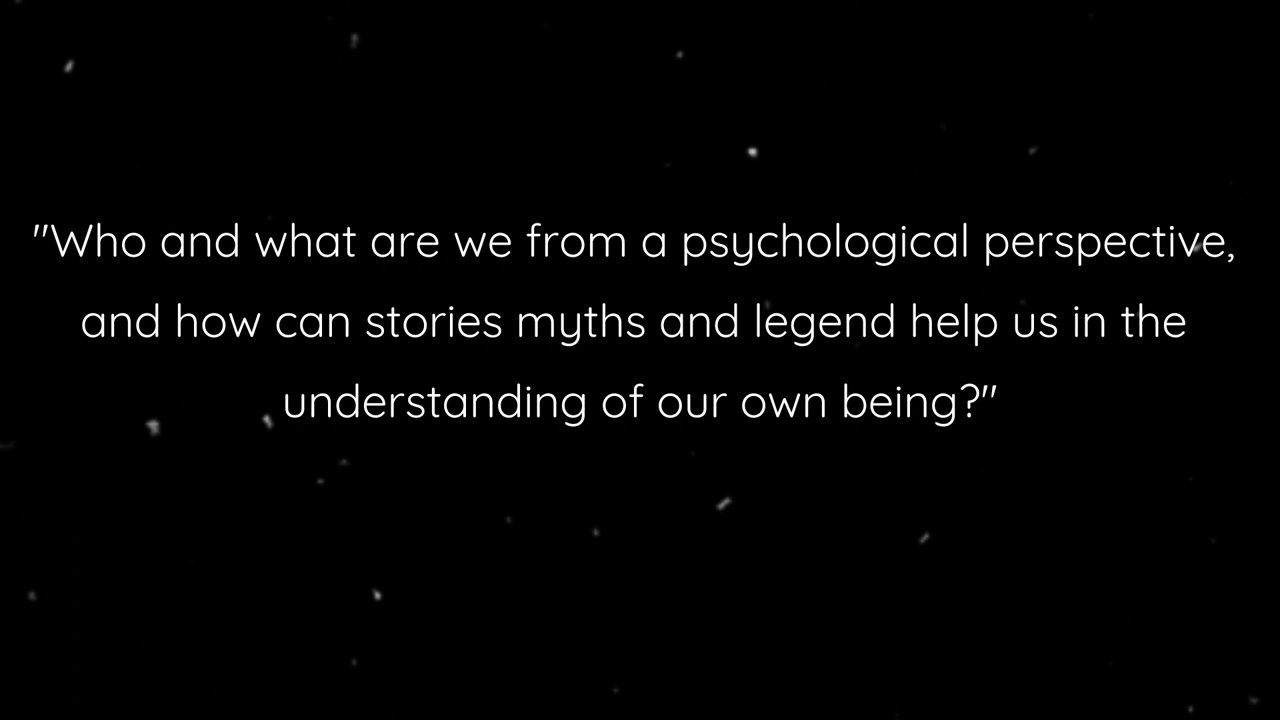 "Who and what are we from a psychological perspective,
and how can stories myths and legend help us in the
understanding of our own being?"